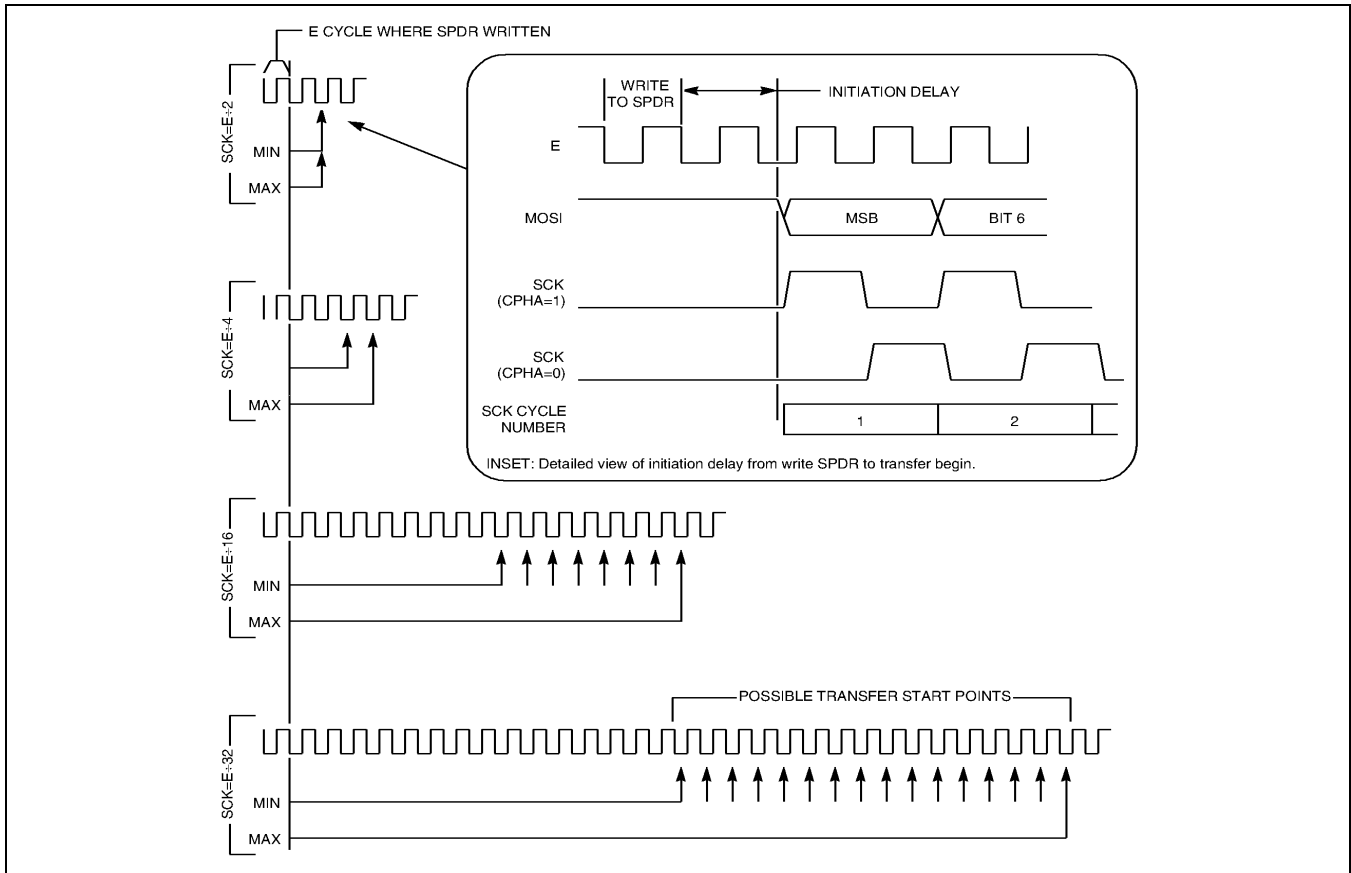 E CYCLE WHERE SPDR WRITTEN
SCK=E÷2
MIN
MAX
WRITE
TO SPDR
INITIATION DELAY
E
MOSI
MSB
BIT 6
SCK
(CPHA=1)
SCK
(CPHA=0)
SCK CYCLE
NUMBER
1
2
INSET: Detailed view of initiation delay from write SPDR to transfer begin.
SCK=E÷4
MAX
SCK=E÷16
MIN
MAX
POSSIBLE TRANSFER START POINTS
SCK=E÷32
MIN
MAX